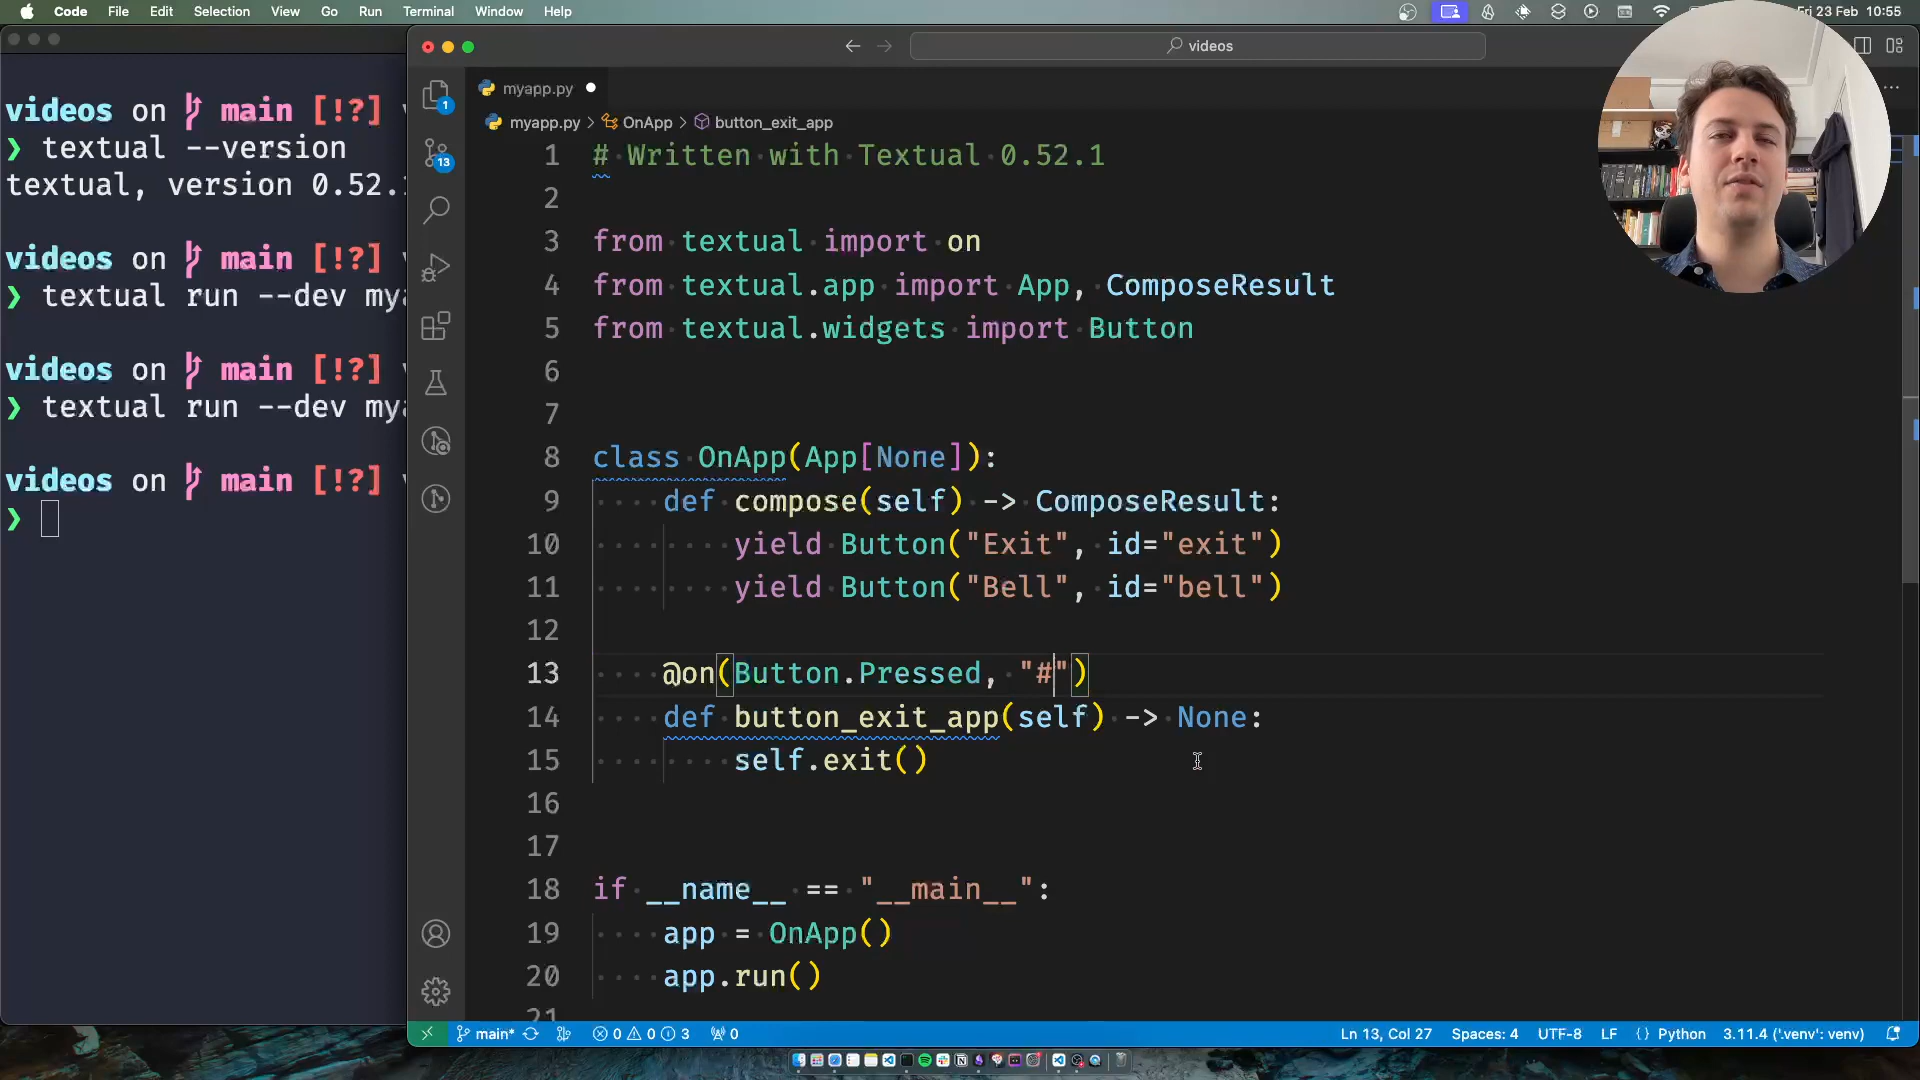 Code File Edit Selection View Go Run Terminal Window Help
Fri 23 Feb 10:55
videos on main [!?]
❯ textual --version
textual, version 0.52.
videos on main [!?]
❯ textual run --dev my
videos on main [!?]
❯ textual run --dev my
videos on main [!?]
❯
videos
1
13
myapp.py
myapp.py > OnApp > button_exit_app
1 # Written with Textual 0.52.1
2
3 from textual import on
4 from textual.app import App, ComposeResult
5 from textual.widgets import Button
6
7
8 class OnApp(App[None]):
9 def compose(self) -> ComposeResult:
10 yield Button("Exit", id="exit")
11 yield Button("Bell", id="bell")
12
13 @on(Button.Pressed, "#")
14 def button_exit_app(self) -> None:
15 self.exit()
16
17
18 if __name__ == "__main__":
19 app = OnApp()
20 app.run()
21
main* 0 0 3 0 Ln 13, Col 27 Spaces: 4 UTF-8 LF Python 3.11.4 ('.venv': venv)